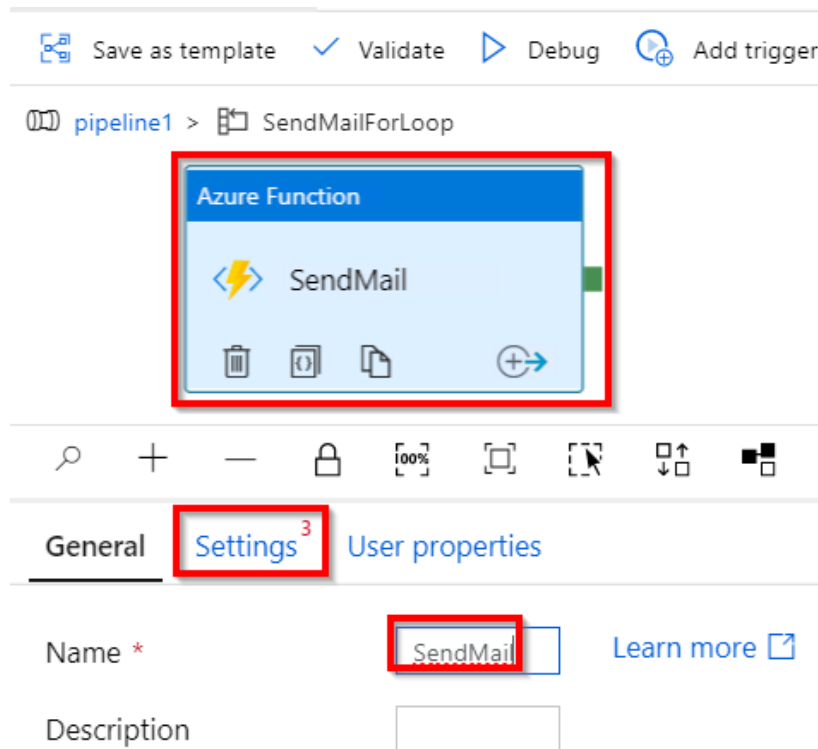 Save as template Validate Debug Add trigger
pipeline1 > SendMailForLoop
Azure Function
SendMail
100%
General Settings 3 User properties
Name * SendMail Learn more
Description